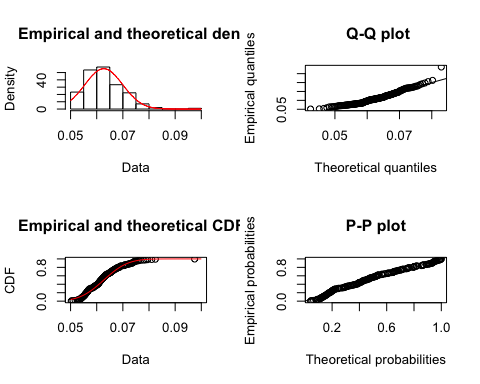 Empirical and theoretical den
Density
0
40
0.05 0.07 0.09
Data
Q-Q plot
Empirical quantiles
0.05
0.05 0.07
Theoretical quantiles
Empirical and theoretical CDF
CDF
0.0 0.8
0.05 0.07 0.09
Data
P-P plot
Empirical probabilities
0.0 0.8
0.2 0.6 1.0
Theoretical probabilities